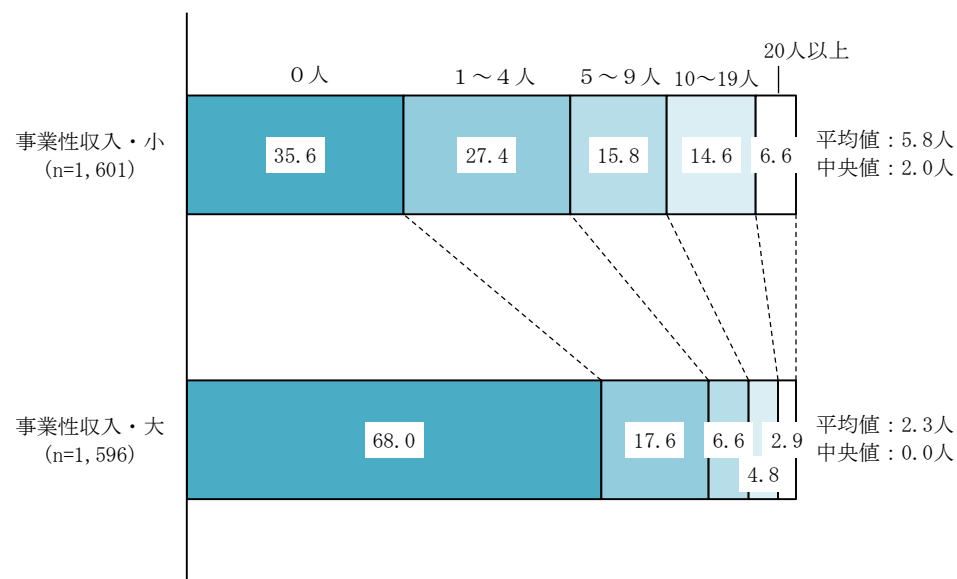 20人以上
０人
１～４人
５～９人
10～19人
事業性収入・小
(n=1,601)
35.6
27.4
15.8
14.6
6.6
平均値：5.8人
中央値：2.0人
事業性収入・大
(n=1,596)
68.0
17.6
6.6
4.8
2.9
平均値：2.3人
中央値：0.0人